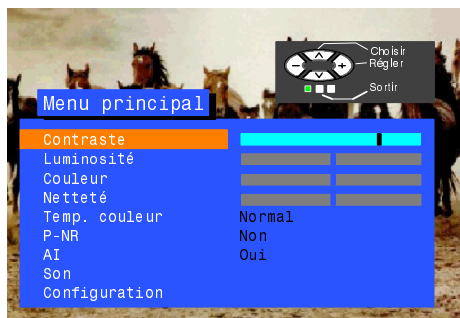 Choisir
Régler
Sortir
Menu principal
Contraste
Luminosité
Couleur
Netteté
Temp. couleur Normal
P-NR Non
AI Oui
Son
Configuration